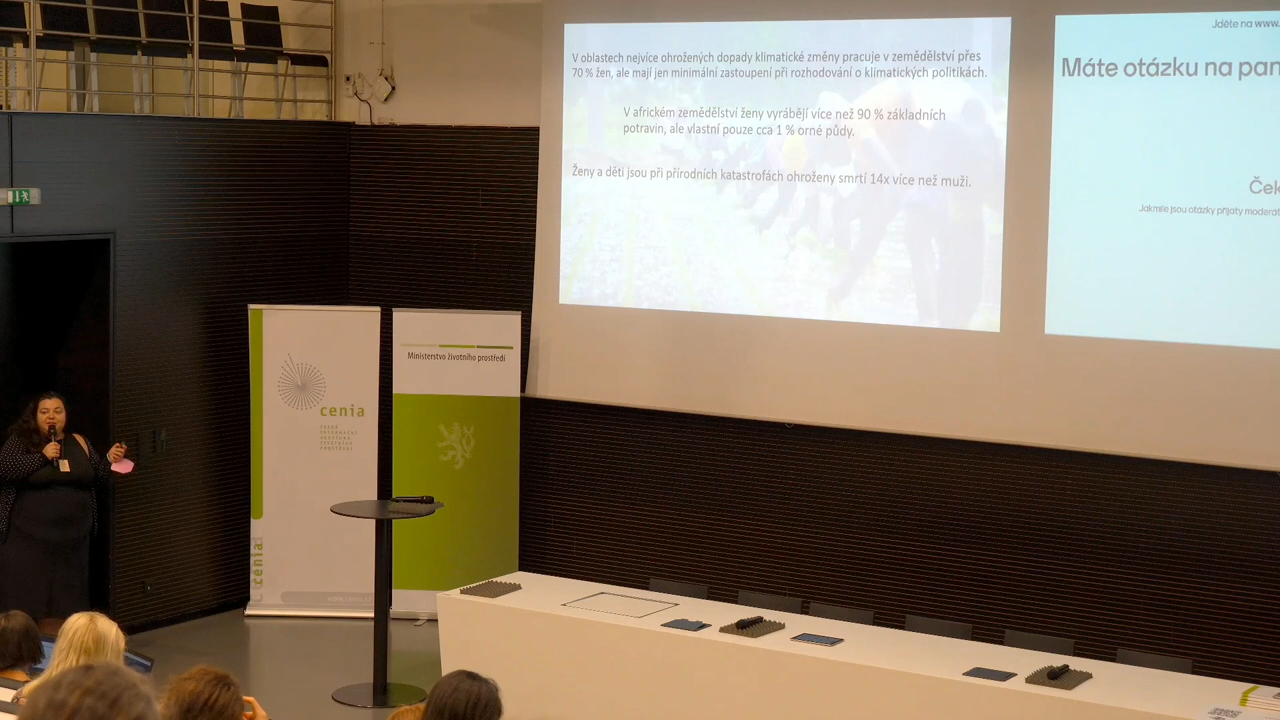 V oblastech nejvíce ohrožených dopady klimatické změny pracuje v zemědělství přes
70 % žen, ale mají jen minimální zastoupení při rozhodování o klimatických politikách.
V africkém zemědělství ženy vyrábějí více než 90 % základních
potravin, ale vlastní pouze cca 1 % orné půdy.
Ženy a děti jsou při přírodních katastrofách ohroženy smrtí 14x více než muži.
Jděte na www.
Máte otázku na pan
Ček
Jakmile jsou otázky přijaty moderá
cenia
Ministerstvo životního prostředí
cenia